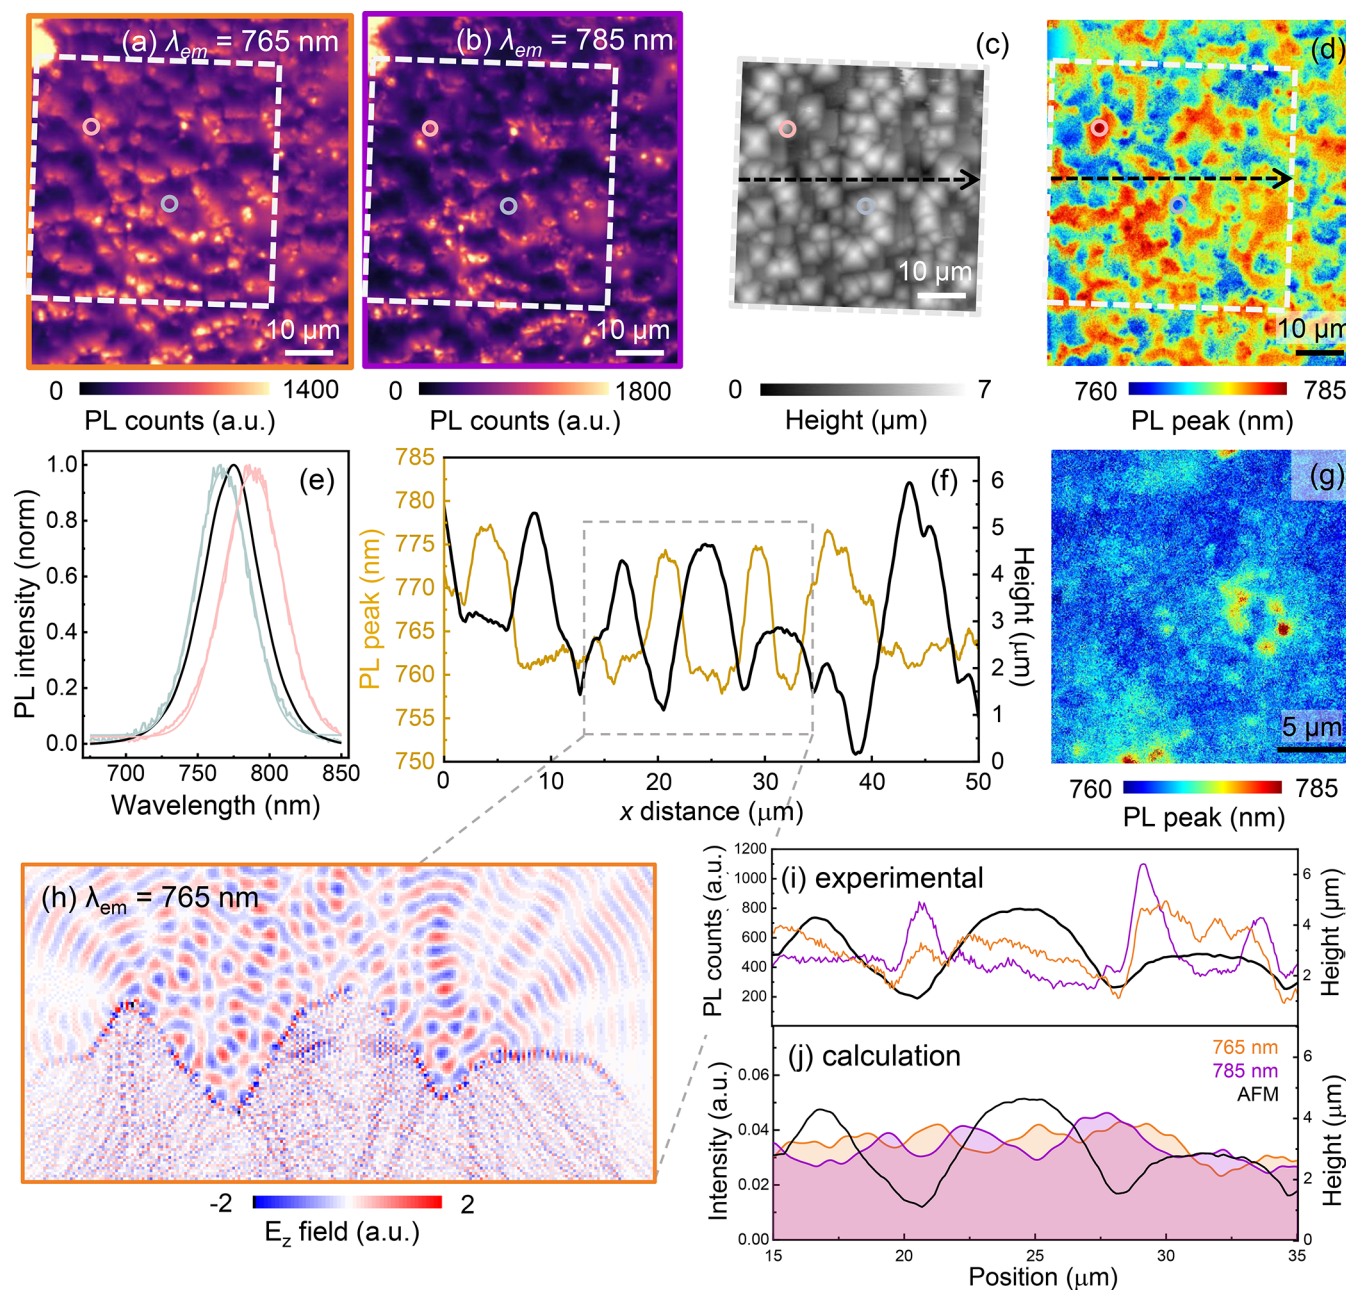 (a) λem = 765 nm
10 µm
0 1400
PL counts (a.u.)
(b) λem = 785 nm
10 µm
0 1800
PL counts (a.u.)
(c)
10 µm
0 7
Height (µm)
(d)
10 µm
760 785
PL peak (nm)
(e)
PL intensity (norm)
1.0
0.8
0.6
0.4
0.2
0.0
700 750 800 850
Wavelength (nm)
(f)
PL peak (nm)
785
780
775
770
765
760
755
750
Height (µm)
6
5
4
3
2
1
0
0 10 20 30 40 50
x distance (µm)
(g)
5 µm
760 785
PL peak (nm)
(h) λem = 765 nm
-2 2
Ez field (a.u.)
(i) experimental
PL counts (a.u.)
1200
1000
800
600
400
200
Height (µm)
6
4
2
(j) calculation
765 nm
785 nm
AFM
Intensity (a.u.)
0.06
0.04
0.02
0.00
Height (µm)
6
4
2
0
15 20 25 30 35
Position (µm)